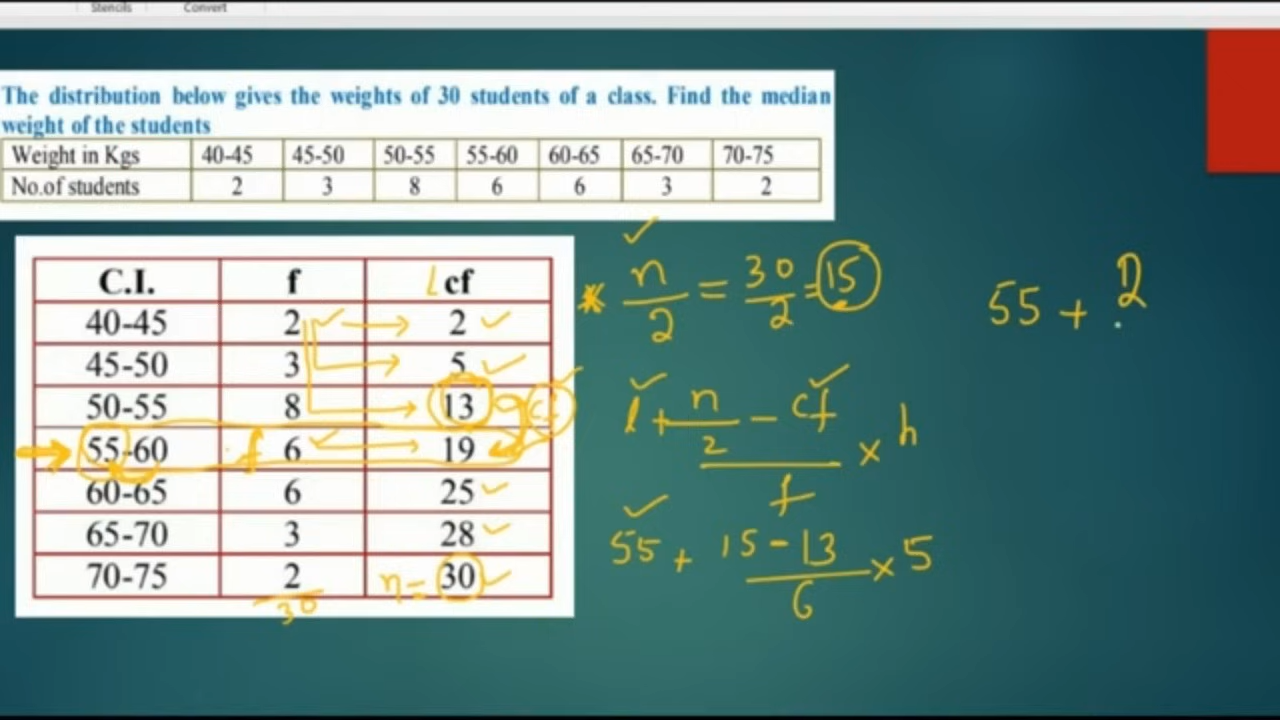 Stencils Convert
The distribution below gives the weights of 30 students of a class. Find the median
weight of the students
Weight in Kgs 40-45 45-50 50-55 55-60 60-65 65-70 70-75
No.of students 2 3 8 6 6 3 2
C.I. f l cf
40-45 2 2
45-50 3 5
50-55 8 13 cf
55-60 f 6 19
60-65 6 25
65-70 3 28
70-75 2 n = 30
30
* n/2 = 30/2 = 15
l + n/2 - cf / f × h
55 + 15 - 13 / 6 × 5
55 + 2